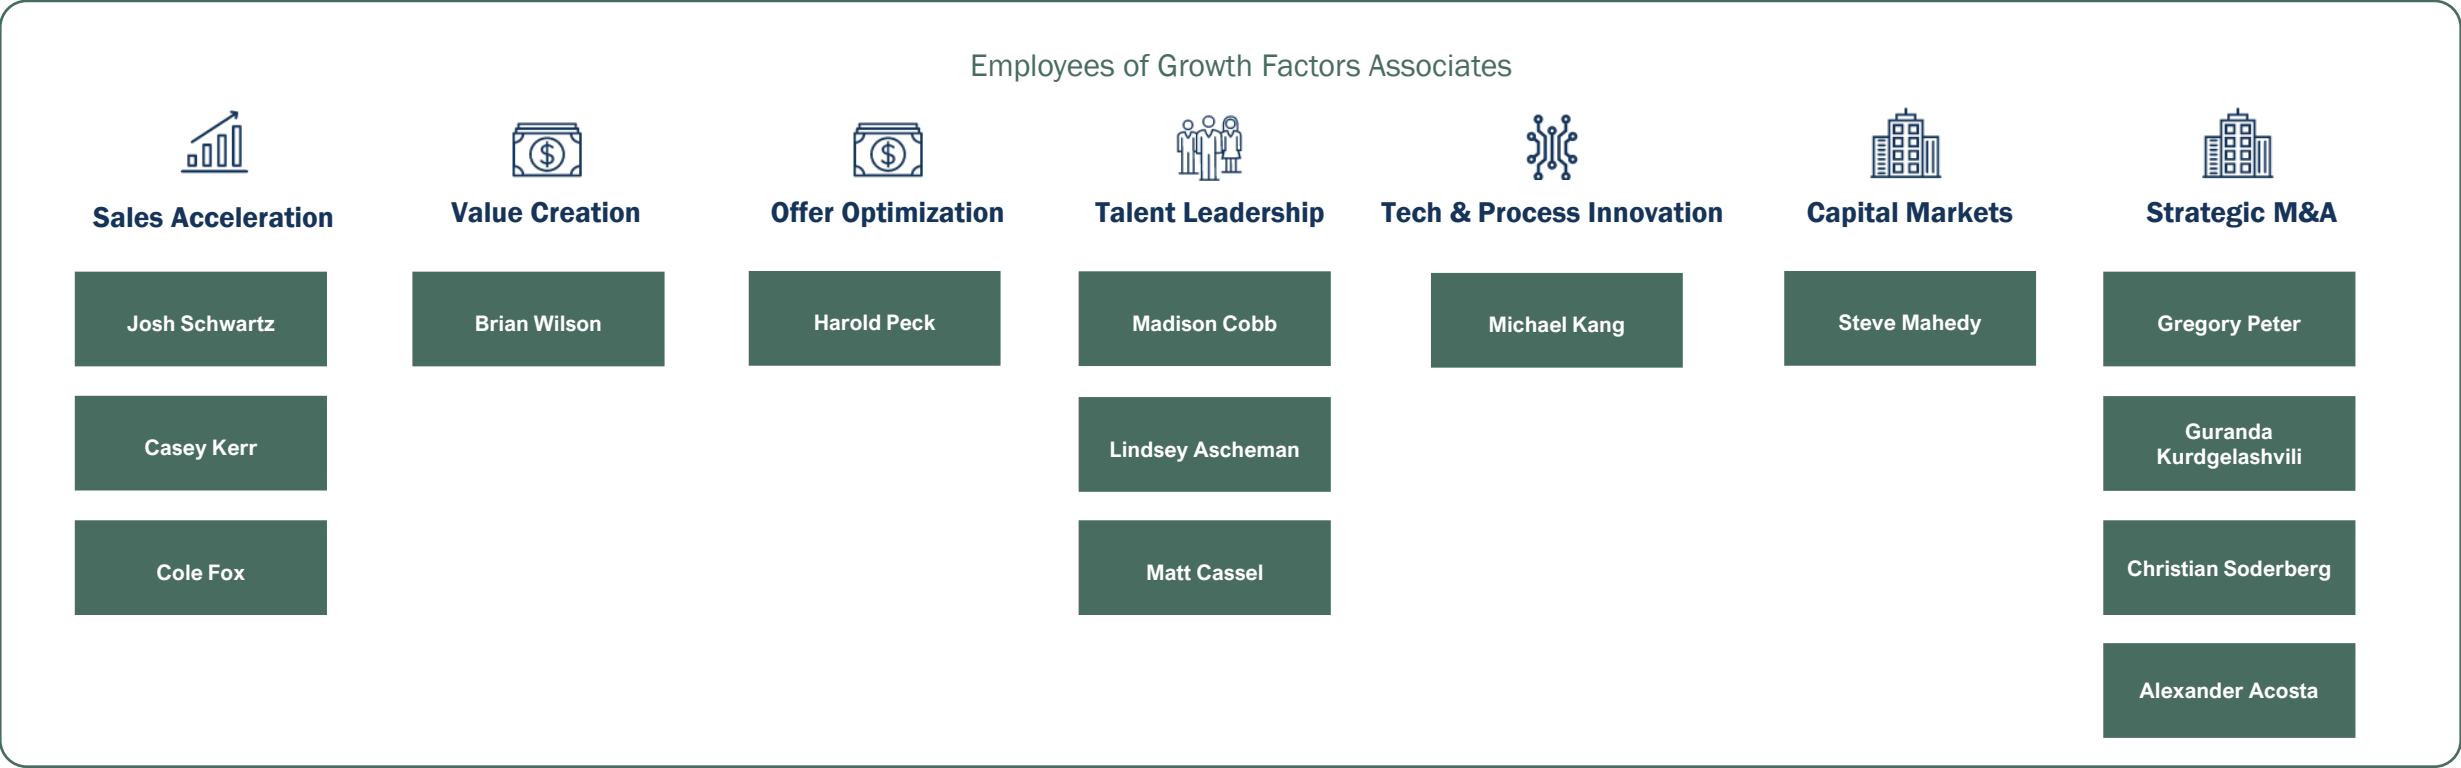 Employees of Growth Factors Associates
Sales Acceleration
Value Creation
Offer Optimization
Talent Leadership
Tech & Process Innovation
Capital Markets
Strategic M&A
Josh Schwartz
Brian Wilson
Harold Peck
Madison Cobb
Michael Kang
Steve Mahedy
Gregory Peter
Casey Kerr
Lindsey Ascheman
Guranda
Kurdgelashvili
Cole Fox
Matt Cassel
Christian Soderberg
Alexander Acosta